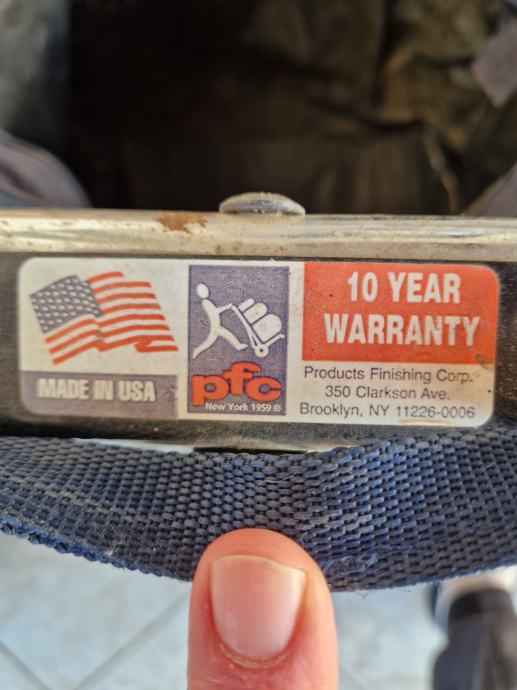 MADE IN USA
pfc
New York 1959 ®
10 YEAR
WARRANTY
Products Finishing Corp.
350 Clarkson Ave.
Brooklyn, NY 11226-0006